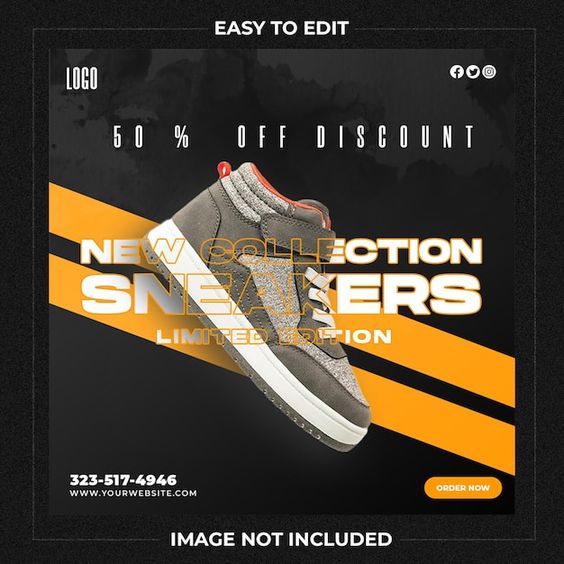 EASY TO EDIT
LOGO
50 % OFF DISCOUNT
NEW COLLECTION
SNEAKERS
LIMITED EDITION
323-517-4946
WWW.YOURWEBSITE.COM
ORDER NOW
IMAGE NOT INCLUDED